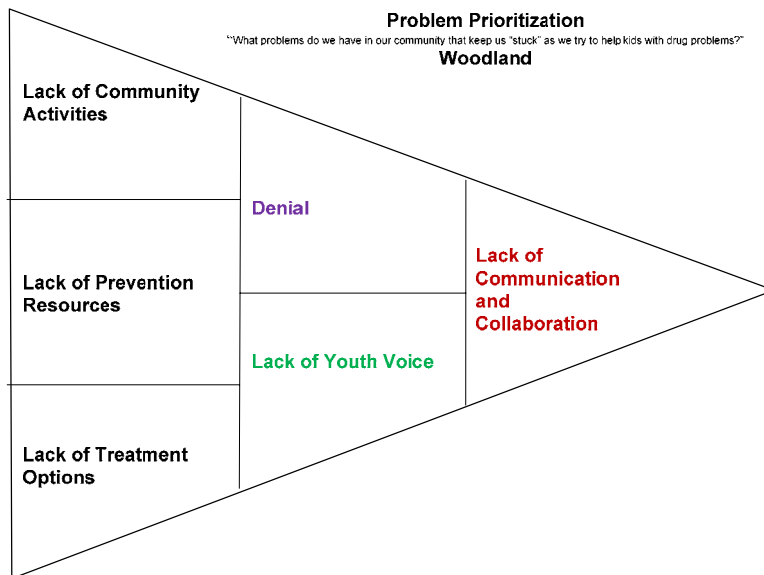 Problem Prioritization
“"What problems do we have in our community that keep us "stuck" as we try to help kids with drug problems?"
Woodland
Lack of Community
Activities
Denial
Lack of Prevention
Resources
Lack of
Communication
and
Collaboration
Lack of Youth Voice
Lack of Treatment
Options